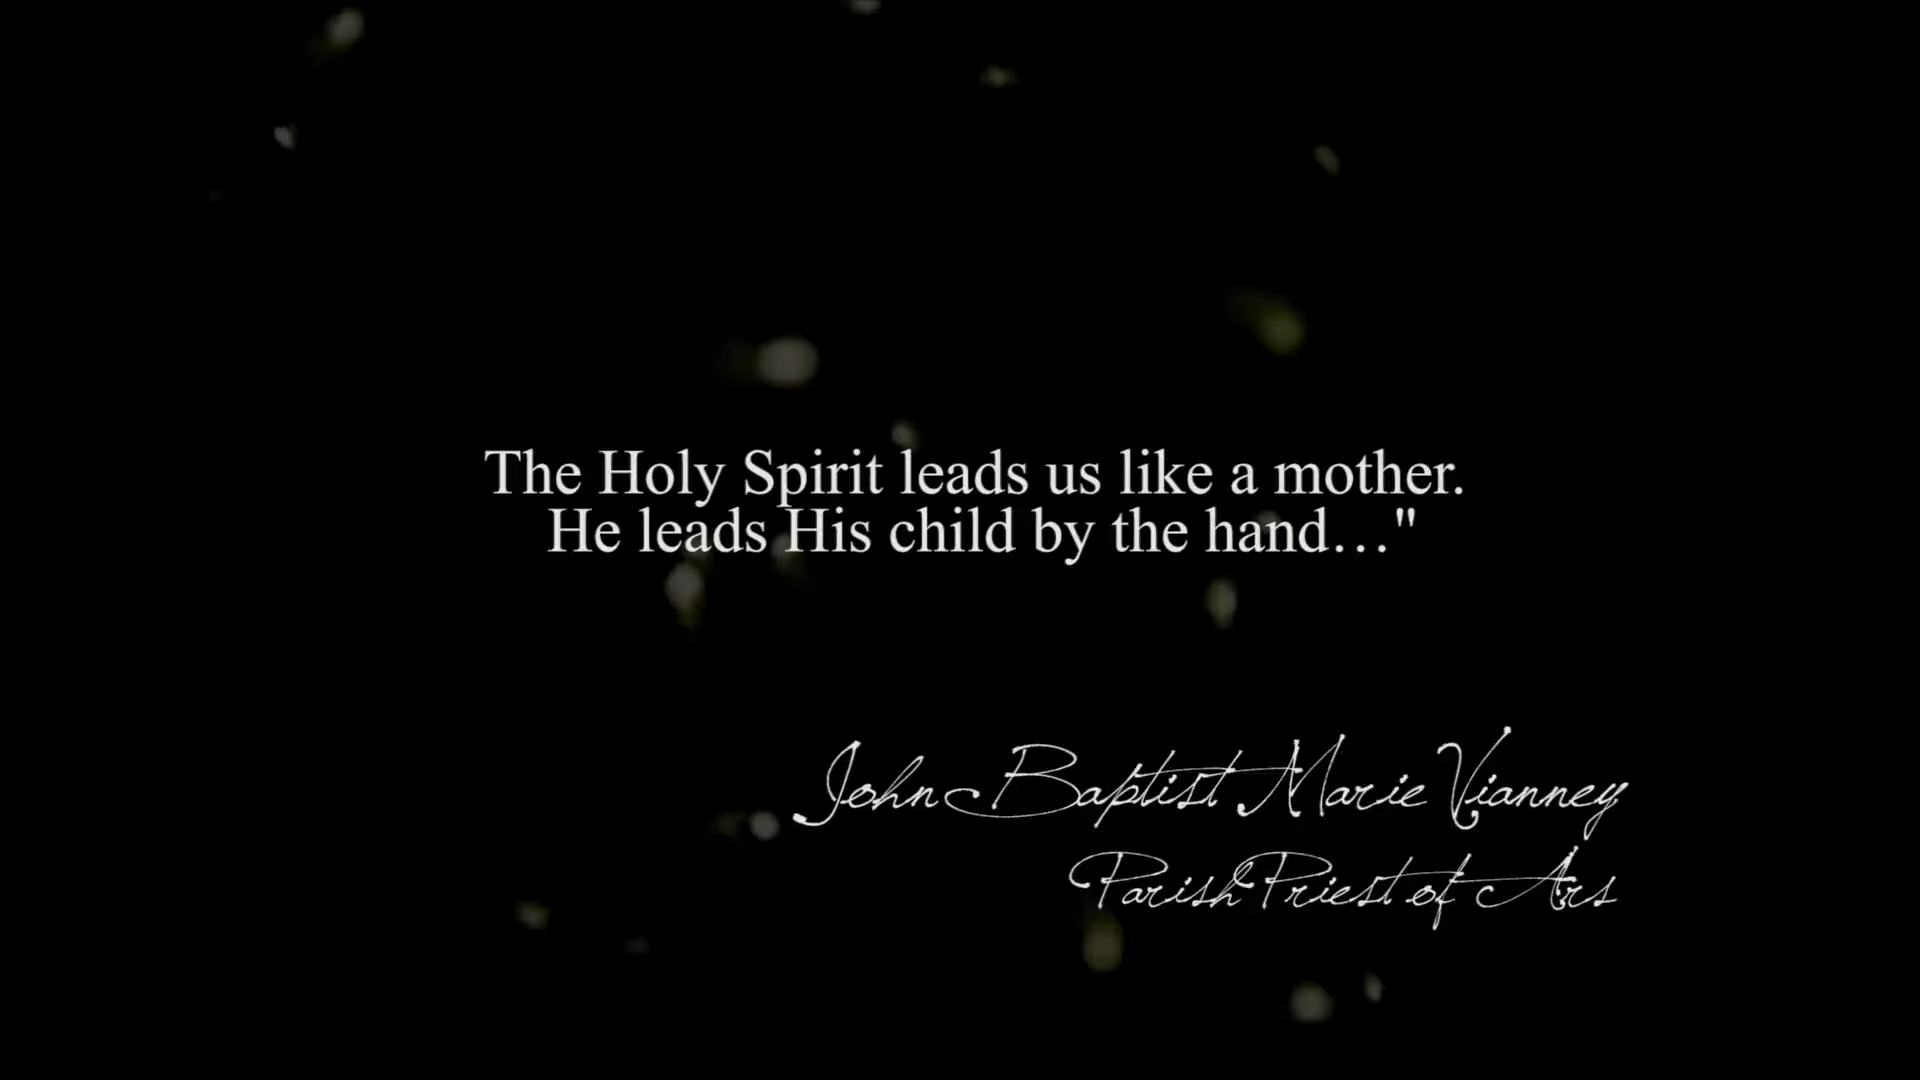 The Holy Spirit leads us like a mother.
He leads His child by the hand…"
John Baptist Marie Vianney
Parish Priest of Ars